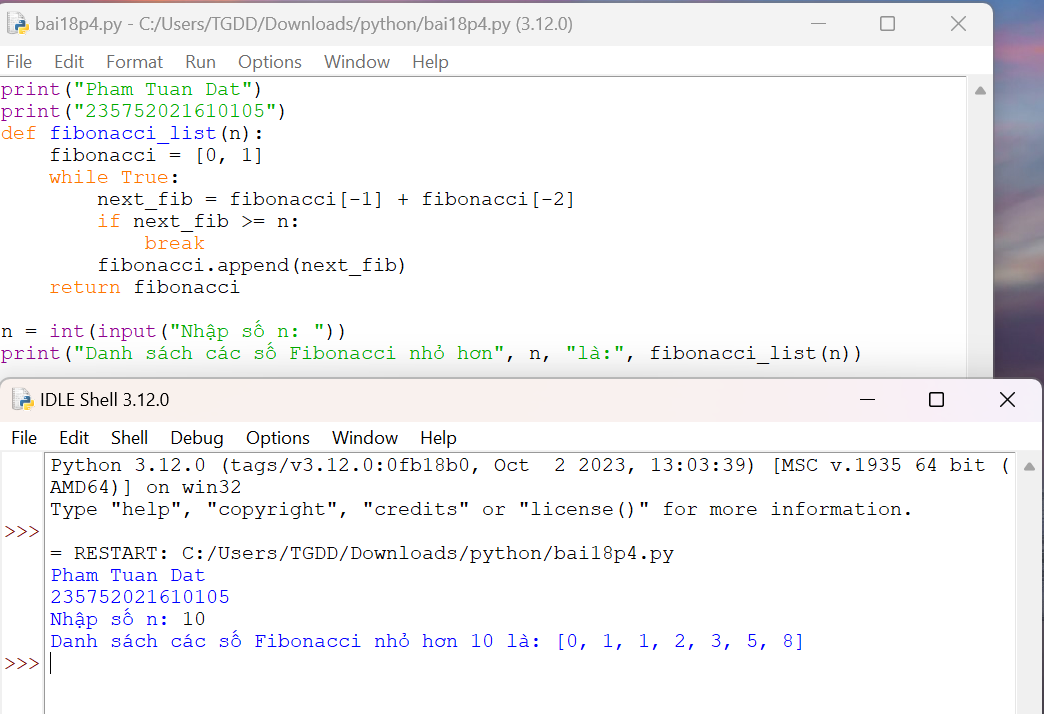 bai18p4.py - C:/Users/TGDD/Downloads/python/bai18p4.py (3.12.0)
File Edit Format Run Options Window Help
print("Pham Tuan Dat")
print("235752021610105")
def fibonacci_list(n):
    fibonacci = [0, 1]
    while True:
        next_fib = fibonacci[-1] + fibonacci[-2]
        if next_fib >= n:
            break
        fibonacci.append(next_fib)
    return fibonacci

n = int(input("Nhập số n: "))
print("Danh sách các số Fibonacci nhỏ hơn", n, "là:", fibonacci_list(n))
IDLE Shell 3.12.0
File Edit Shell Debug Options Window Help
Python 3.12.0 (tags/v3.12.0:0fb18b0, Oct  2 2023, 13:03:39) [MSC v.1935 64 bit (
AMD64)] on win32
Type "help", "copyright", "credits" or "license()" for more information.
>>>
= RESTART: C:/Users/TGDD/Downloads/python/bai18p4.py
Pham Tuan Dat
235752021610105
Nhập số n: 10
Danh sách các số Fibonacci nhỏ hơn 10 là: [0, 1, 1, 2, 3, 5, 8]
>>>